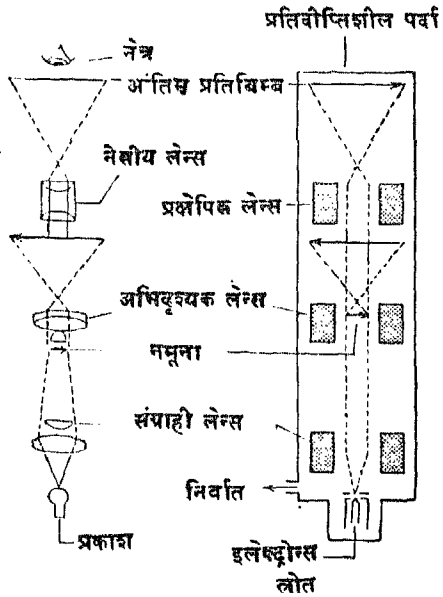 प्रतिदीप्तिशील पर्दा
नेत्र
अंतिम प्रतिबिम्ब
नेत्रीय लेन्स
प्रक्षेपिक लेन्स
अभिदृश्यक लेन्स
नमूना
संग्राही लेन्स
निर्वात
प्रकाश
इलेक्ट्रोन्स
स्रोत